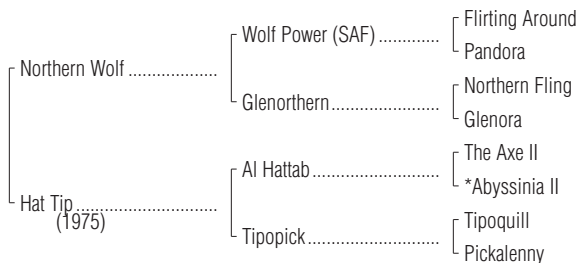 Flirting Around
Wolf Power (SAF) .............
Pandora
Northern Wolf ...................
Northern Fling
Glenorthern.......................
Glenora
The Axe II
Al Hattab...........................
*Abyssinia II
Hat Tip..............................
(1975)
Tipoquill
Tipopick............................
Pickalenny